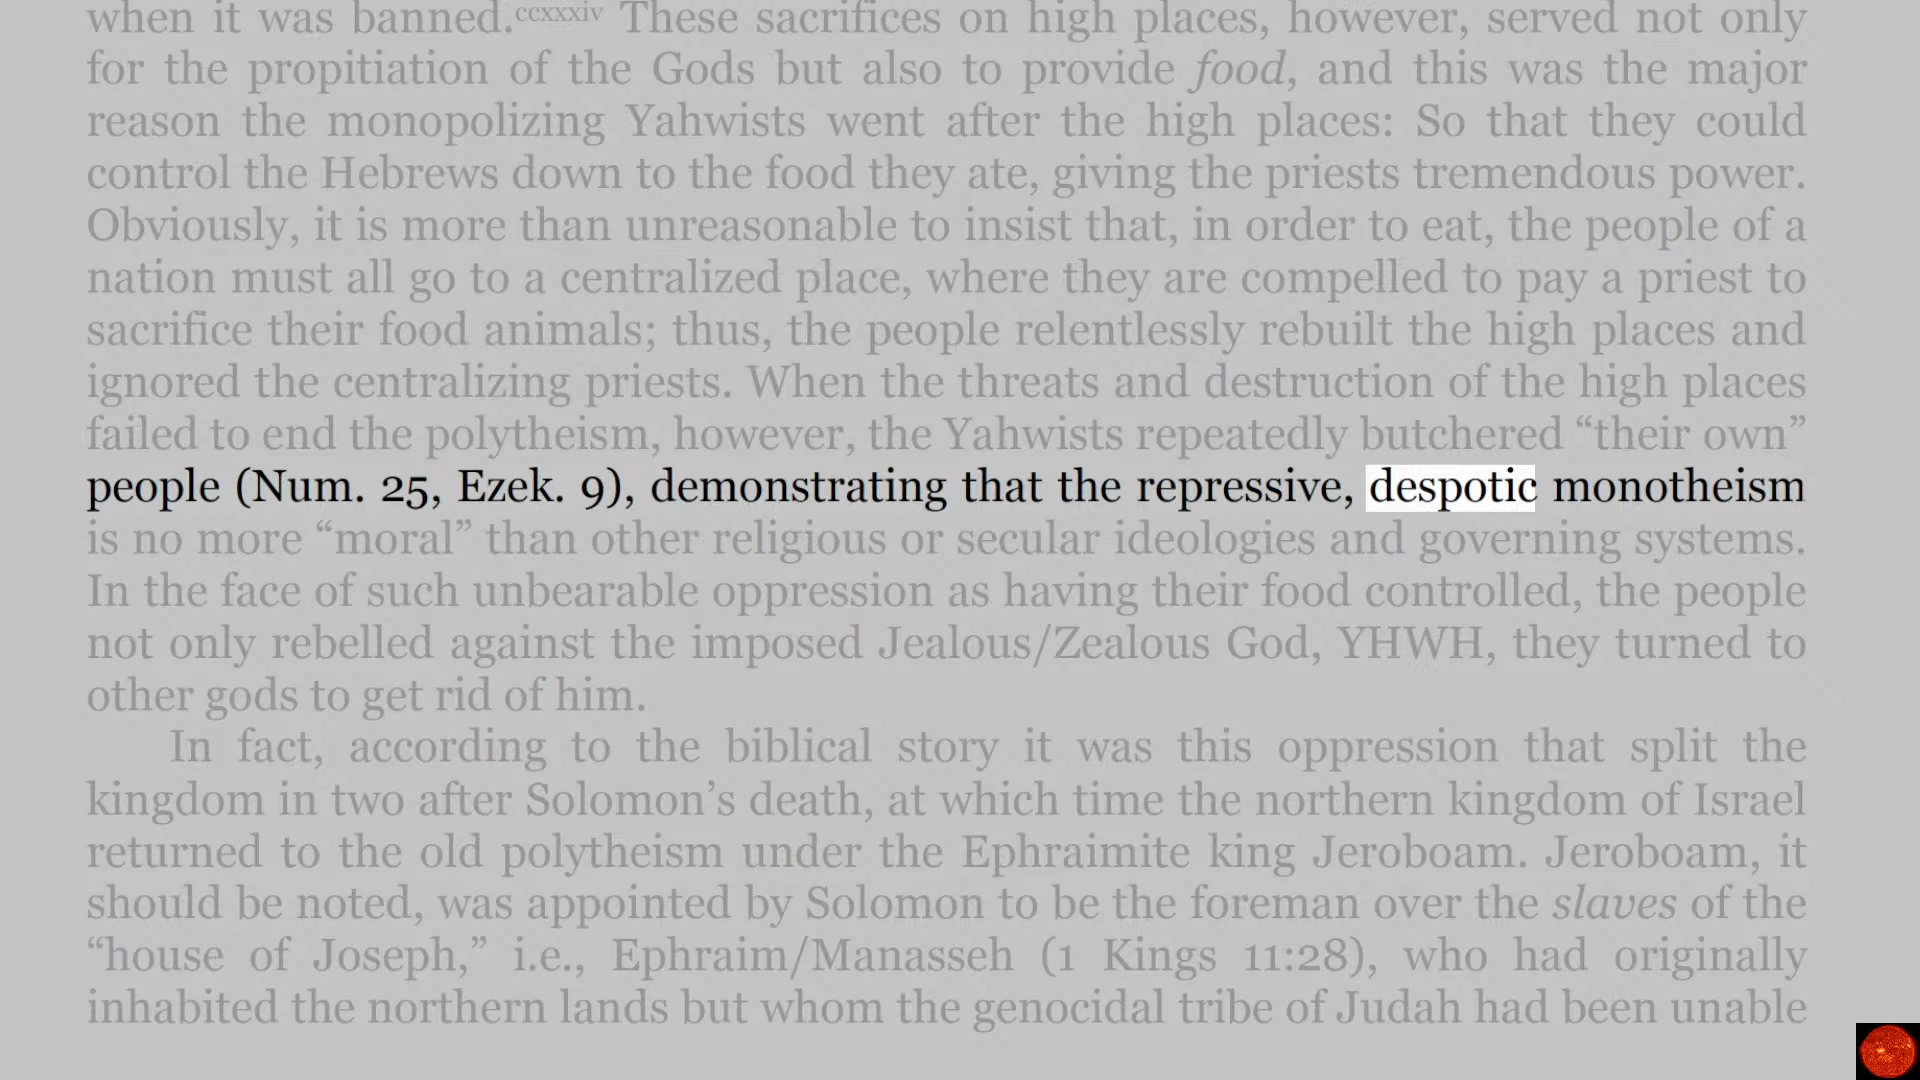 when it was banned.ccxxxiv These sacrifices on high places, however, served not only
for the propitiation of the Gods but also to provide food, and this was the major
reason the monopolizing Yahwists went after the high places: So that they could
control the Hebrews down to the food they ate, giving the priests tremendous power.
Obviously, it is more than unreasonable to insist that, in order to eat, the people of a
nation must all go to a centralized place, where they are compelled to pay a priest to
sacrifice their food animals; thus, the people relentlessly rebuilt the high places and
ignored the centralizing priests. When the threats and destruction of the high places
failed to end the polytheism, however, the Yahwists repeatedly butchered “their own”
people (Num. 25, Ezek. 9), demonstrating that the repressive, despotic monotheism
is no more “moral” than other religious or secular ideologies and governing systems.
In the face of such unbearable oppression as having their food controlled, the people
not only rebelled against the imposed Jealous/Zealous God, YHWH, they turned to
other gods to get rid of him.
In fact, according to the biblical story it was this oppression that split the
kingdom in two after Solomon’s death, at which time the northern kingdom of Israel
returned to the old polytheism under the Ephraimite king Jeroboam. Jeroboam, it
should be noted, was appointed by Solomon to be the foreman over the slaves of the
“house of Joseph,” i.e., Ephraim/Manasseh (1 Kings 11:28), who had originally
inhabited the northern lands but whom the genocidal tribe of Judah had been unable